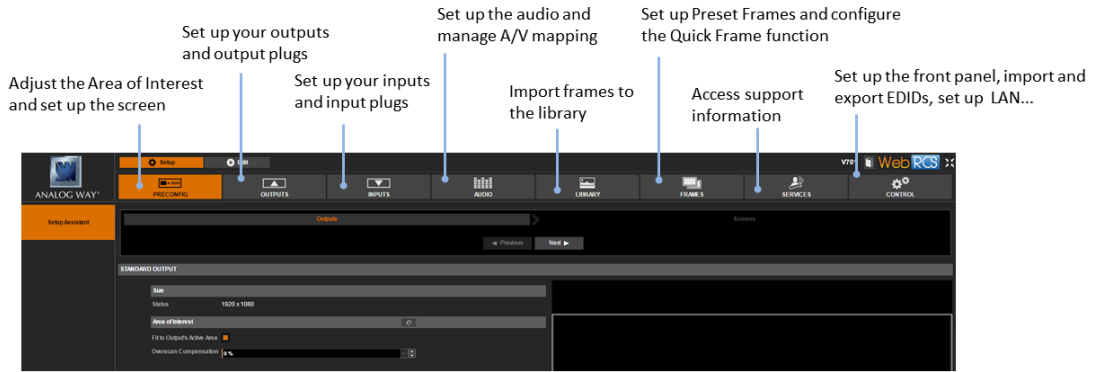 Set up the audio and
manage A/V mapping
Set up Preset Frames and configure
the Quick Frame function
Set up your outputs
and output plugs
Adjust the Area of Interest
and set up the screen
Set up your inputs
and input plugs
Import frames to
the library
Access support
information
Set up the front panel, import and
export EDIDs, set up LAN...
Setup
Web RCS
ANALOG WAY®
PRECONFIG
OUTPUTS
INPUTS
AUDIO
LIBRARY
FRAMES
SERVICES
CONTROL
Setup Assistant
Outputs
Screens
Previous
Next
STANDARD OUTPUT
Size
Status 1920 x 1080
Area of Interest
Fit to Output's Active Area
Overscan Compensation 0 %